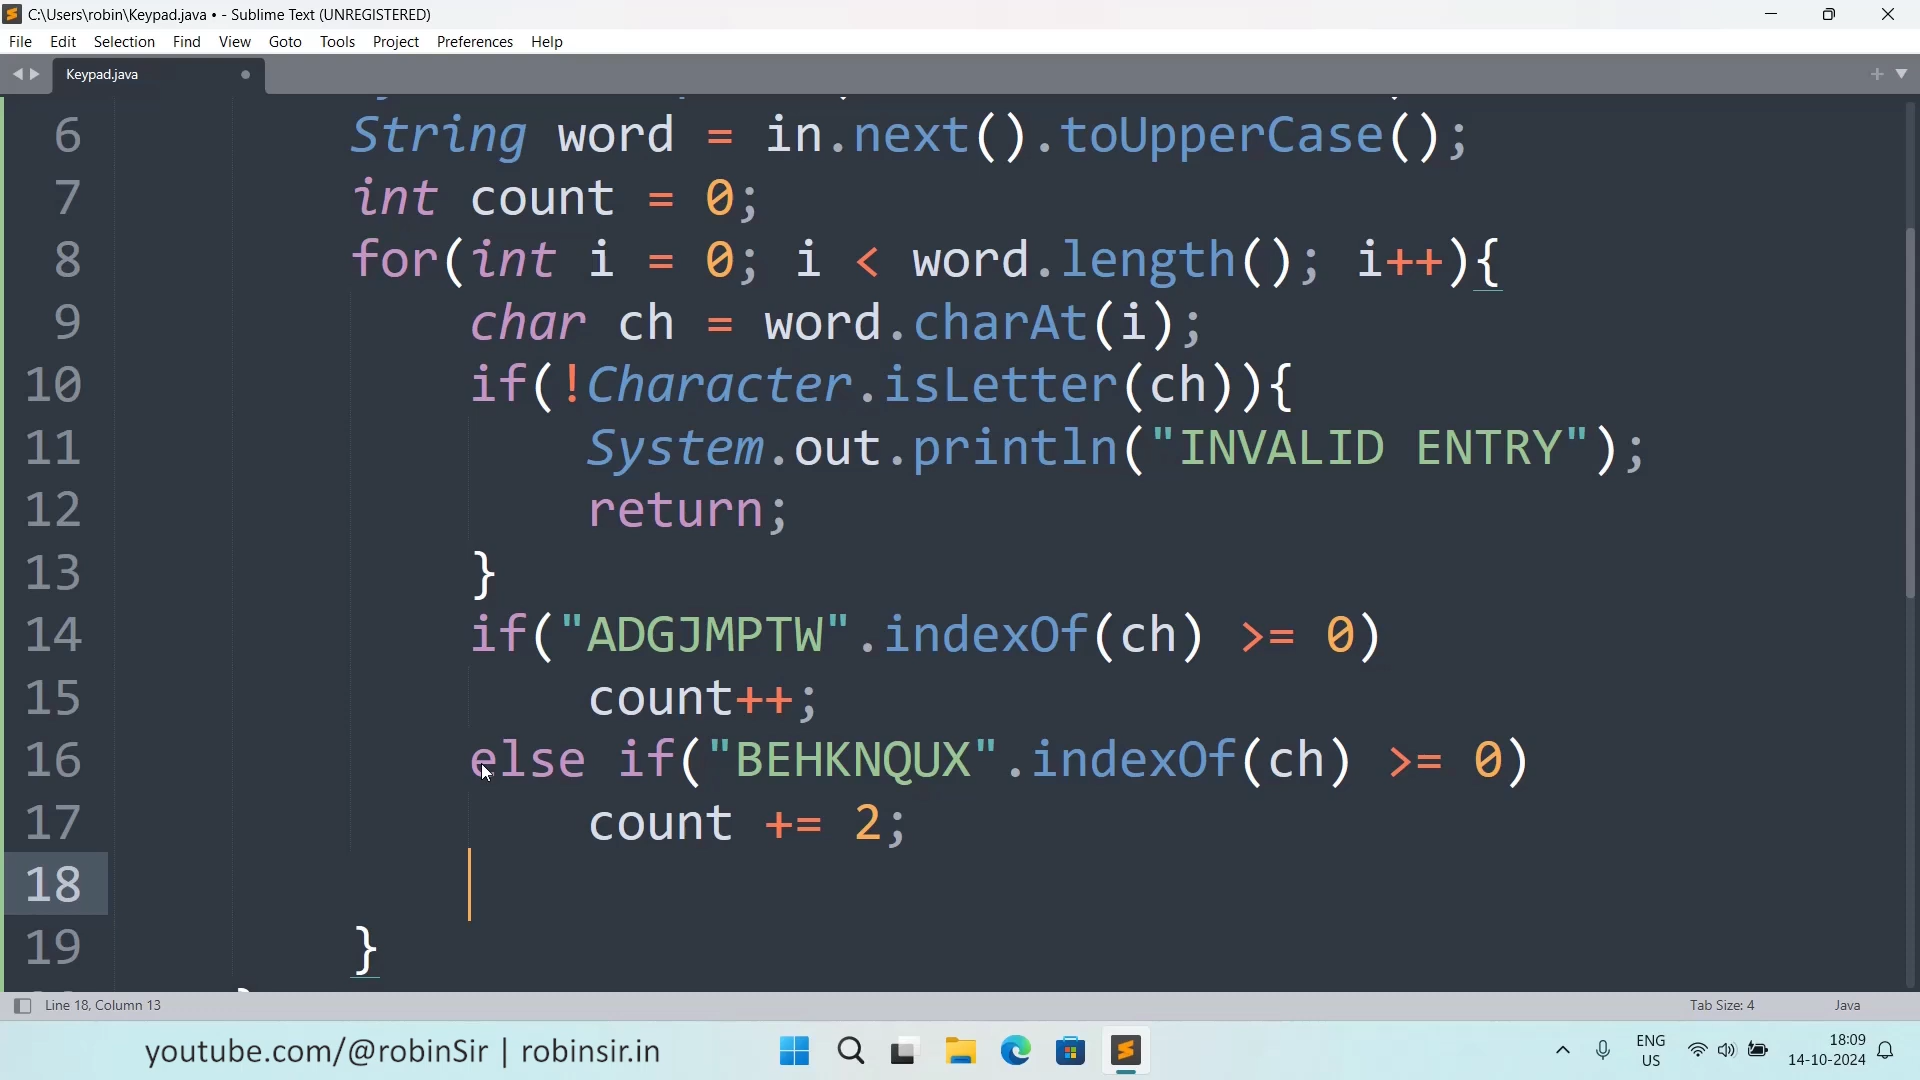 C:\Users\robin\Keypad.java • - Sublime Text (UNREGISTERED)
File Edit Selection Find View Goto Tools Project Preferences Help
Keypad.java
6 String word = in.next().toUpperCase();
7 int count = 0;
8 for(int i = 0; i < word.length(); i++){
9 char ch = word.charAt(i);
10 if(!Character.isLetter(ch)){
11 System.out.println("INVALID ENTRY");
12 return;
13 }
14 if("ADGJMPTW".indexOf(ch) >= 0)
15 count++;
16 else if("BEHKNQUX".indexOf(ch) >= 0)
17 count += 2;
18
19 }
Line 18, Column 13 Tab Size: 4 Java
youtube.com/@robinSir | robinsir.in
ENG
US
18:09
14-10-2024